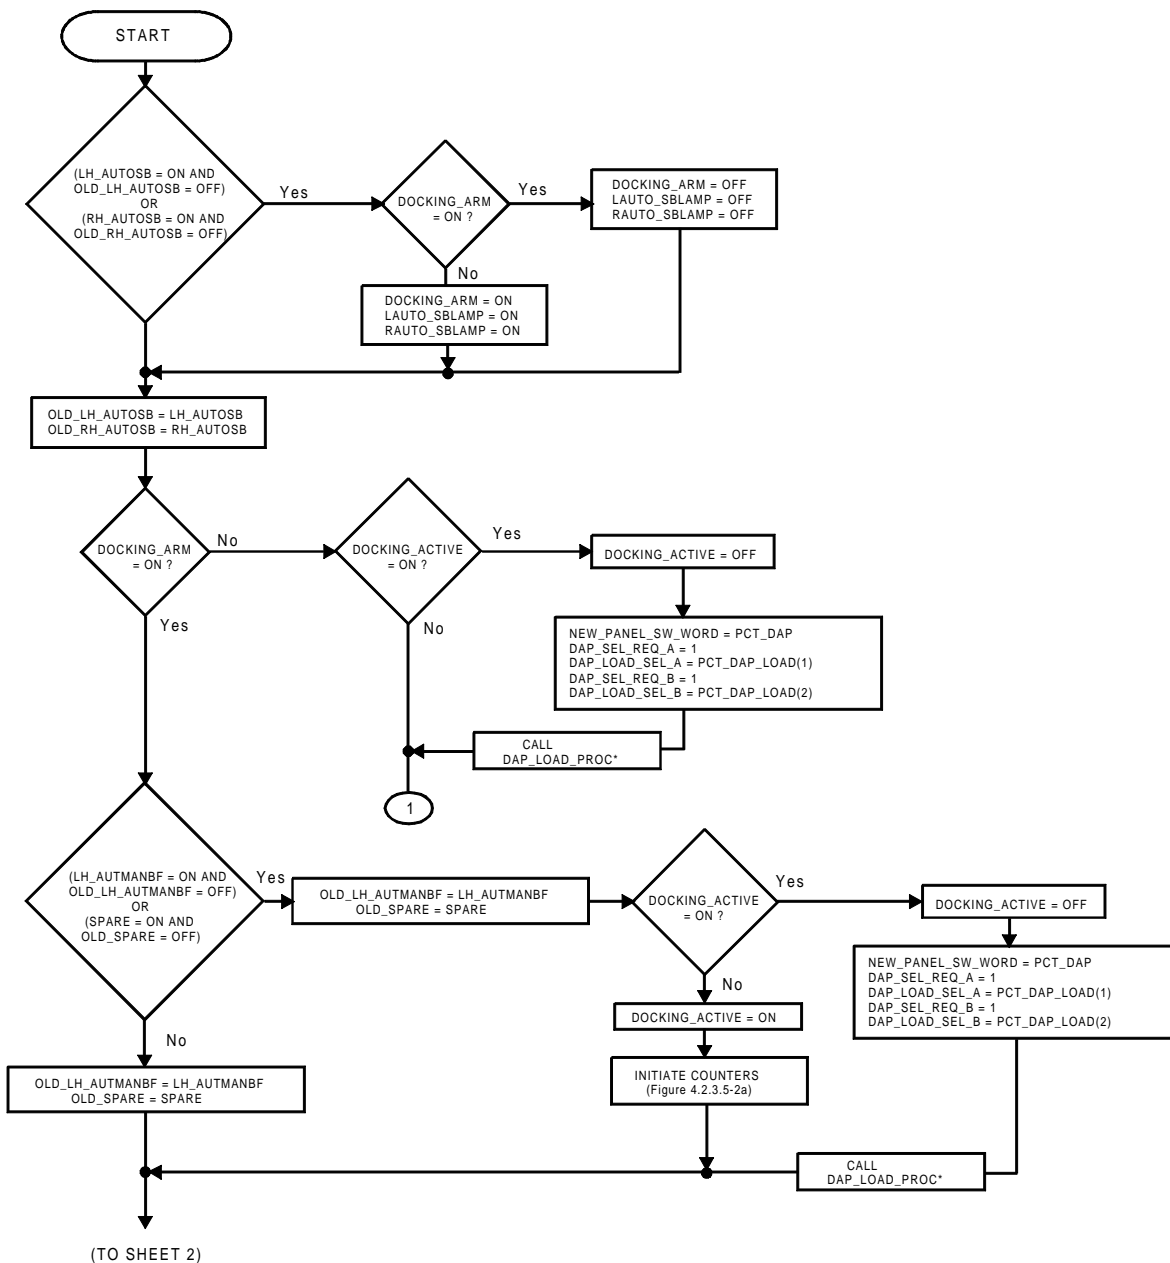 START
(LH_AUTOSB = ON AND
OLD_LH_AUTOSB = OFF)
OR
(RH_AUTOSB = ON AND
OLD_RH_AUTOSB = OFF)
Yes
DOCKING_ARM
= ON ?
Yes
DOCKING_ARM = OFF
LAUTO_SBLAMP = OFF
RAUTO_SBLAMP = OFF
No
DOCKING_ARM = ON
LAUTO_SBLAMP = ON
RAUTO_SBLAMP = ON
OLD_LH_AUTOSB = LH_AUTOSB
OLD_RH_AUTOSB = RH_AUTOSB
DOCKING_ARM
= ON ?
No
Yes
DOCKING_ACTIVE
= ON ?
Yes
No
DOCKING_ACTIVE = OFF
NEW_PANEL_SW_WORD = PCT_DAP
DAP_SEL_REQ_A = 1
DAP_LOAD_SEL_A = PCT_DAP_LOAD(1)
DAP_SEL_REQ_B = 1
DAP_LOAD_SEL_B = PCT_DAP_LOAD(2)
CALL
DAP_LOAD_PROC*
1
(LH_AUTMANBF = ON AND
OLD_LH_AUTMANBF = OFF)
OR
(SPARE = ON AND
OLD_SPARE = OFF)
Yes
OLD_LH_AUTMANBF = LH_AUTMANBF
OLD_SPARE = SPARE
DOCKING_ACTIVE
= ON ?
Yes
DOCKING_ACTIVE = OFF
NEW_PANEL_SW_WORD = PCT_DAP
DAP_SEL_REQ_A = 1
DAP_LOAD_SEL_A = PCT_DAP_LOAD(1)
DAP_SEL_REQ_B = 1
DAP_LOAD_SEL_B = PCT_DAP_LOAD(2)
No
DOCKING_ACTIVE = ON
INITIATE COUNTERS
(Figure 4.2.3.5-2a)
No
OLD_LH_AUTMANBF = LH_AUTMANBF
OLD_SPARE = SPARE
CALL
DAP_LOAD_PROC*
(TO SHEET 2)